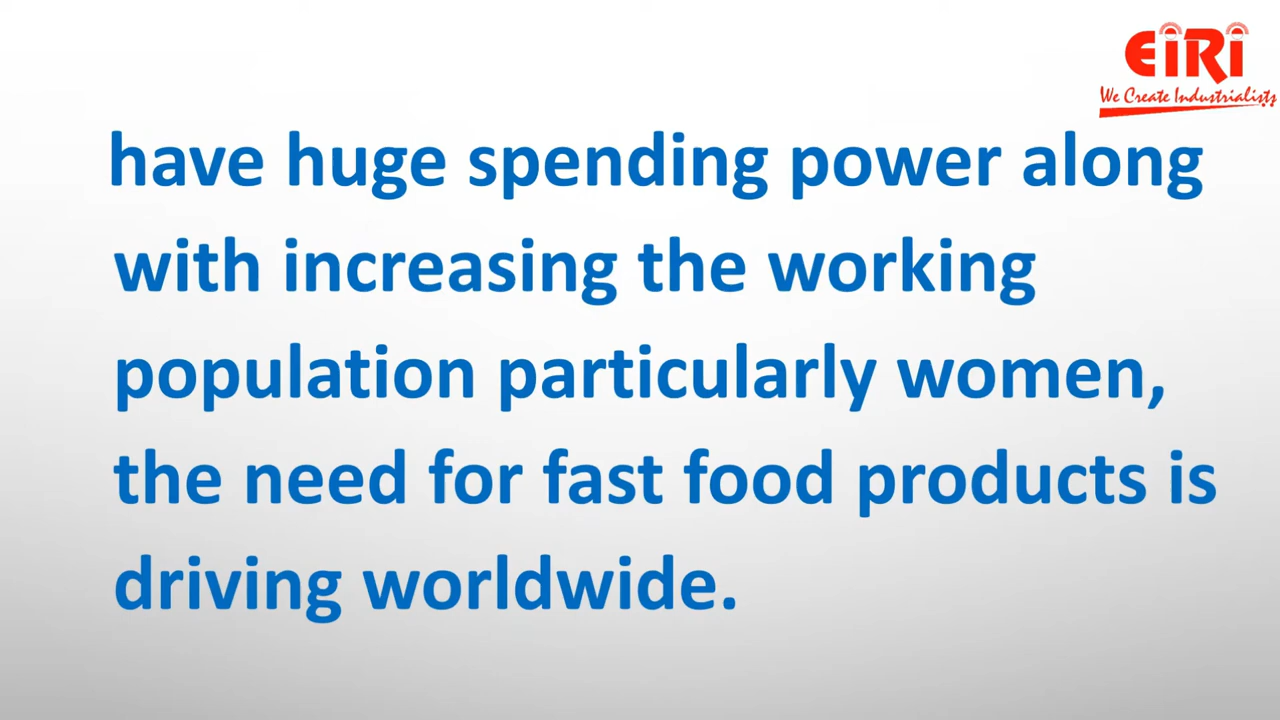 EiRi
We Create Industrialists
have huge spending power along
with increasing the working
population particularly women,
the need for fast food products is
driving worldwide.